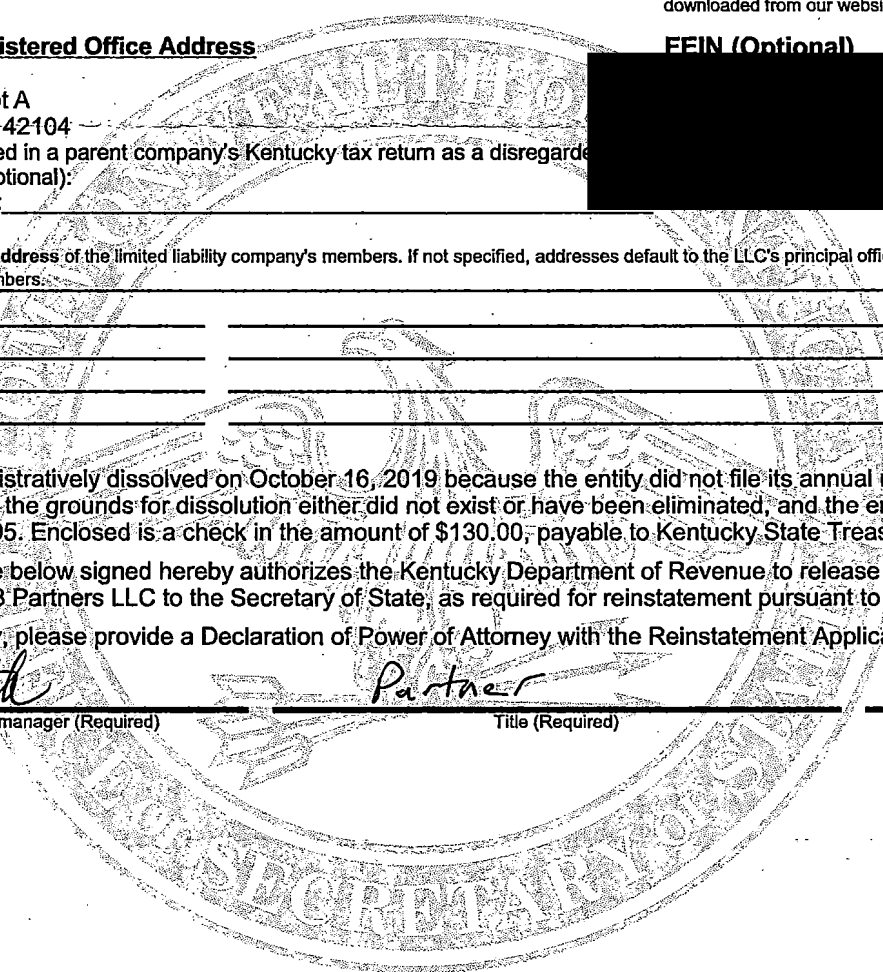 downloaded from our websi
istered Office Address
FEIN (Optional)
t A
42104
ed in a parent company's Kentucky tax return as a disregarde
ptional):
:
ddress of the limited liability company's members. If not specified, addresses default to the LLC's principal offi
nbers.
istratively dissolved on October 16, 2019 because the entity did not file its annual
the grounds for dissolution either did not exist or have been eliminated, and the e
05. Enclosed is a check in the amount of $130.00, payable to Kentucky State Treas
e below signed hereby authorizes the Kentucky Department of Revenue to release
Partners LLC to the Secretary of State, as required for reinstatement pursuant to
, please provide a Declaration of Power of Attorney with the Reinstatement Applica
Partner
manager (Required)
Title (Required)
SECRETARY OF STATE